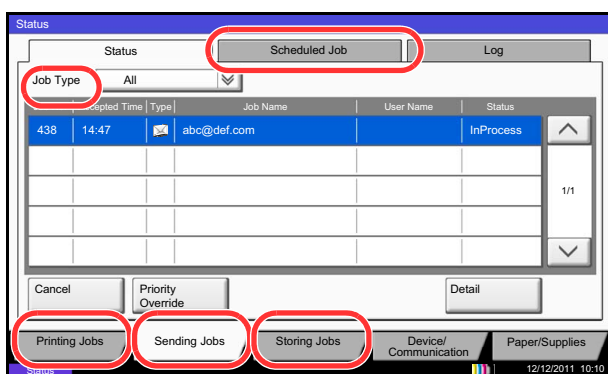 Status
Status Scheduled Job Log
Job Type All
Accepted Time Type Job Name User Name Status
438 14:47 abc@def.com InProcess
1/1
Cancel Priority Override Detail
Printing Jobs Sending Jobs Storing Jobs Device/ Communication Paper/Supplies
Status 12/12/2011 10:10